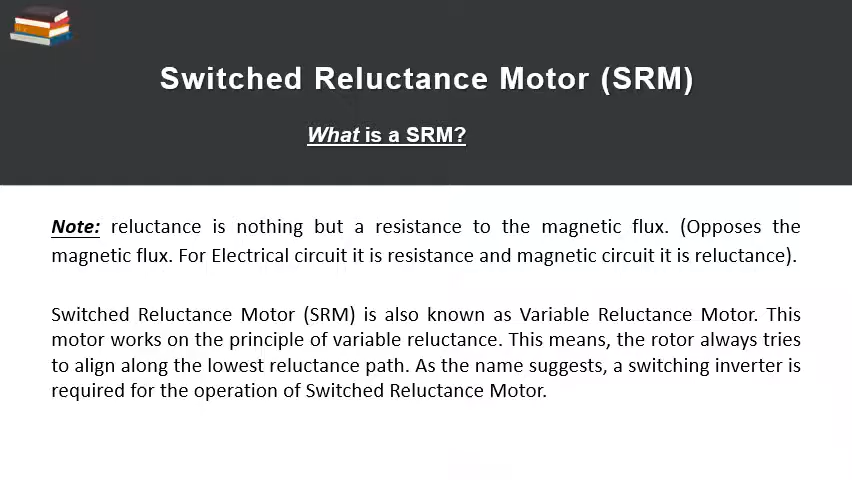 Switched Reluctance Motor (SRM)
What is a SRM?
Note: reluctance is nothing but a resistance to the magnetic flux. (Opposes the
magnetic flux. For Electrical circuit it is resistance and magnetic circuit it is reluctance).
Switched Reluctance Motor (SRM) is also known as Variable Reluctance Motor. This
motor works on the principle of variable reluctance. This means, the rotor always tries
to align along the lowest reluctance path. As the name suggests, a switching inverter is
required for the operation of Switched Reluctance Motor.